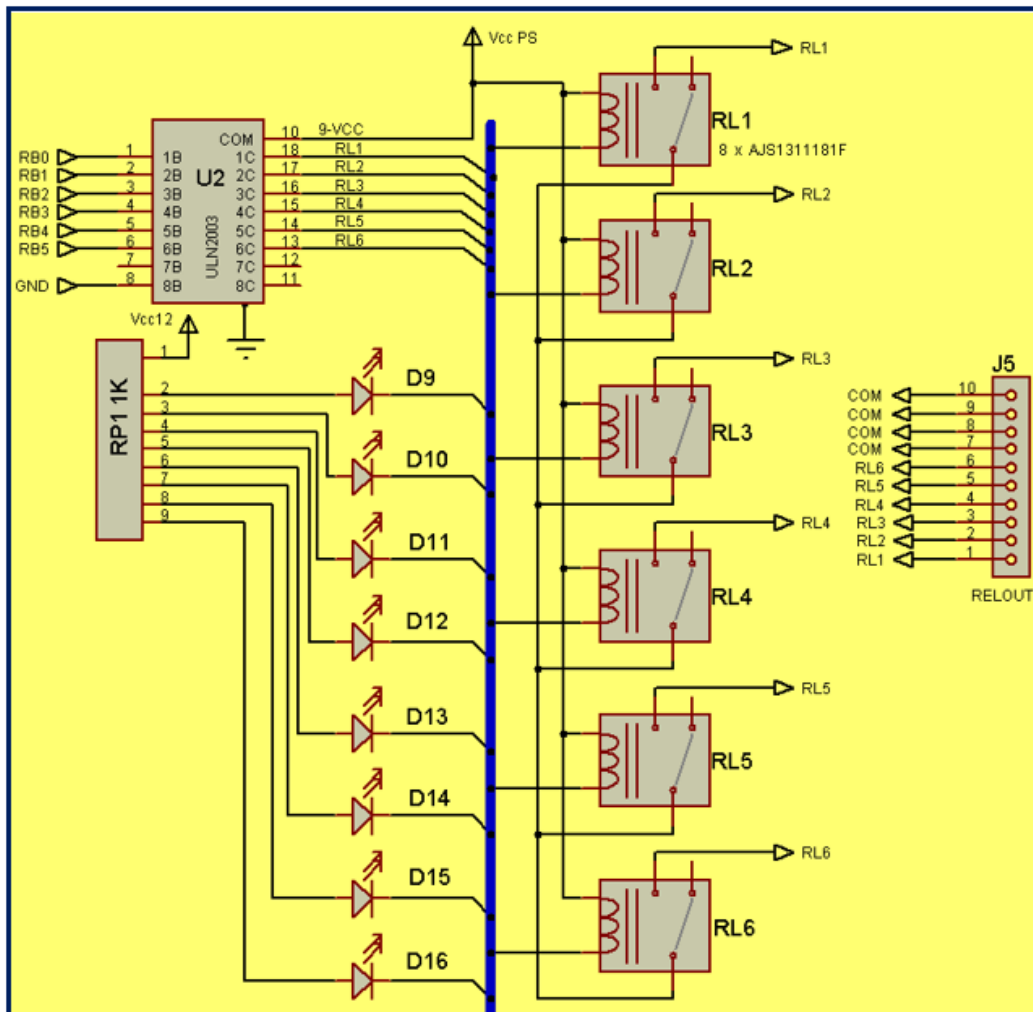 Vcc PS
RL1
RL1
8 x AJS1311181F
RL2
RL2
RL3
RL3
RL4
RL4
RL5
RL5
RL6
RL6
COM 10 9-VCC
RB0 1 1B 1C 18 RL1
RB1 2 2B 2C 17 RL2
RB2 3 3B 3C 16 RL3
RB3 4 4B 4C 15 RL4
RB4 5 5B 5C 14 RL5
RB5 6 6B 6C 13 RL6
7 7B 7C 12
GND 8 8B 8C 11
U2
ULN2003
Vcc12
RP1 1K
1
2
3
4
5
6
7
8
9
D9
D10
D11
D12
D13
D14
D15
D16
J5
COM 10
COM 9
COM 8
COM 7
RL6 6
RL5 5
RL4 4
RL3 3
RL2 2
RL1 1
RELOUT